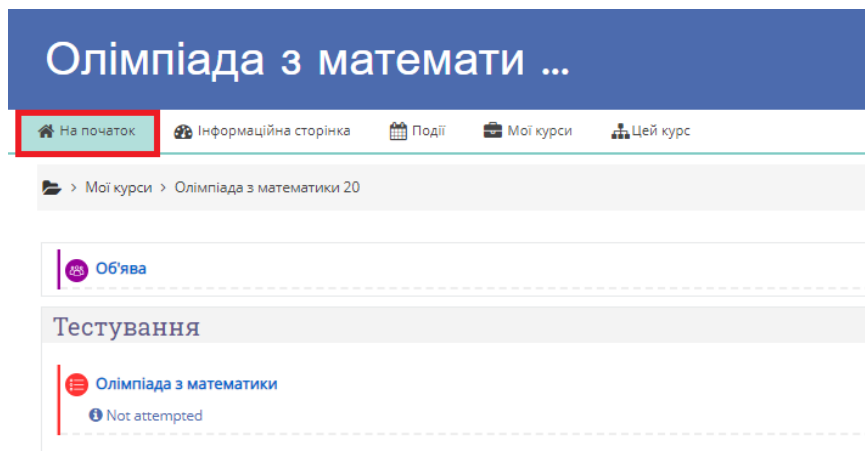 Олімпіада з математи ...
На початок Інформаційна сторінка Події Мої курси Цей курс
> Мої курси > Олімпіада з математики 20
Об'ява
Тестування
Олімпіада з математики
Not attempted